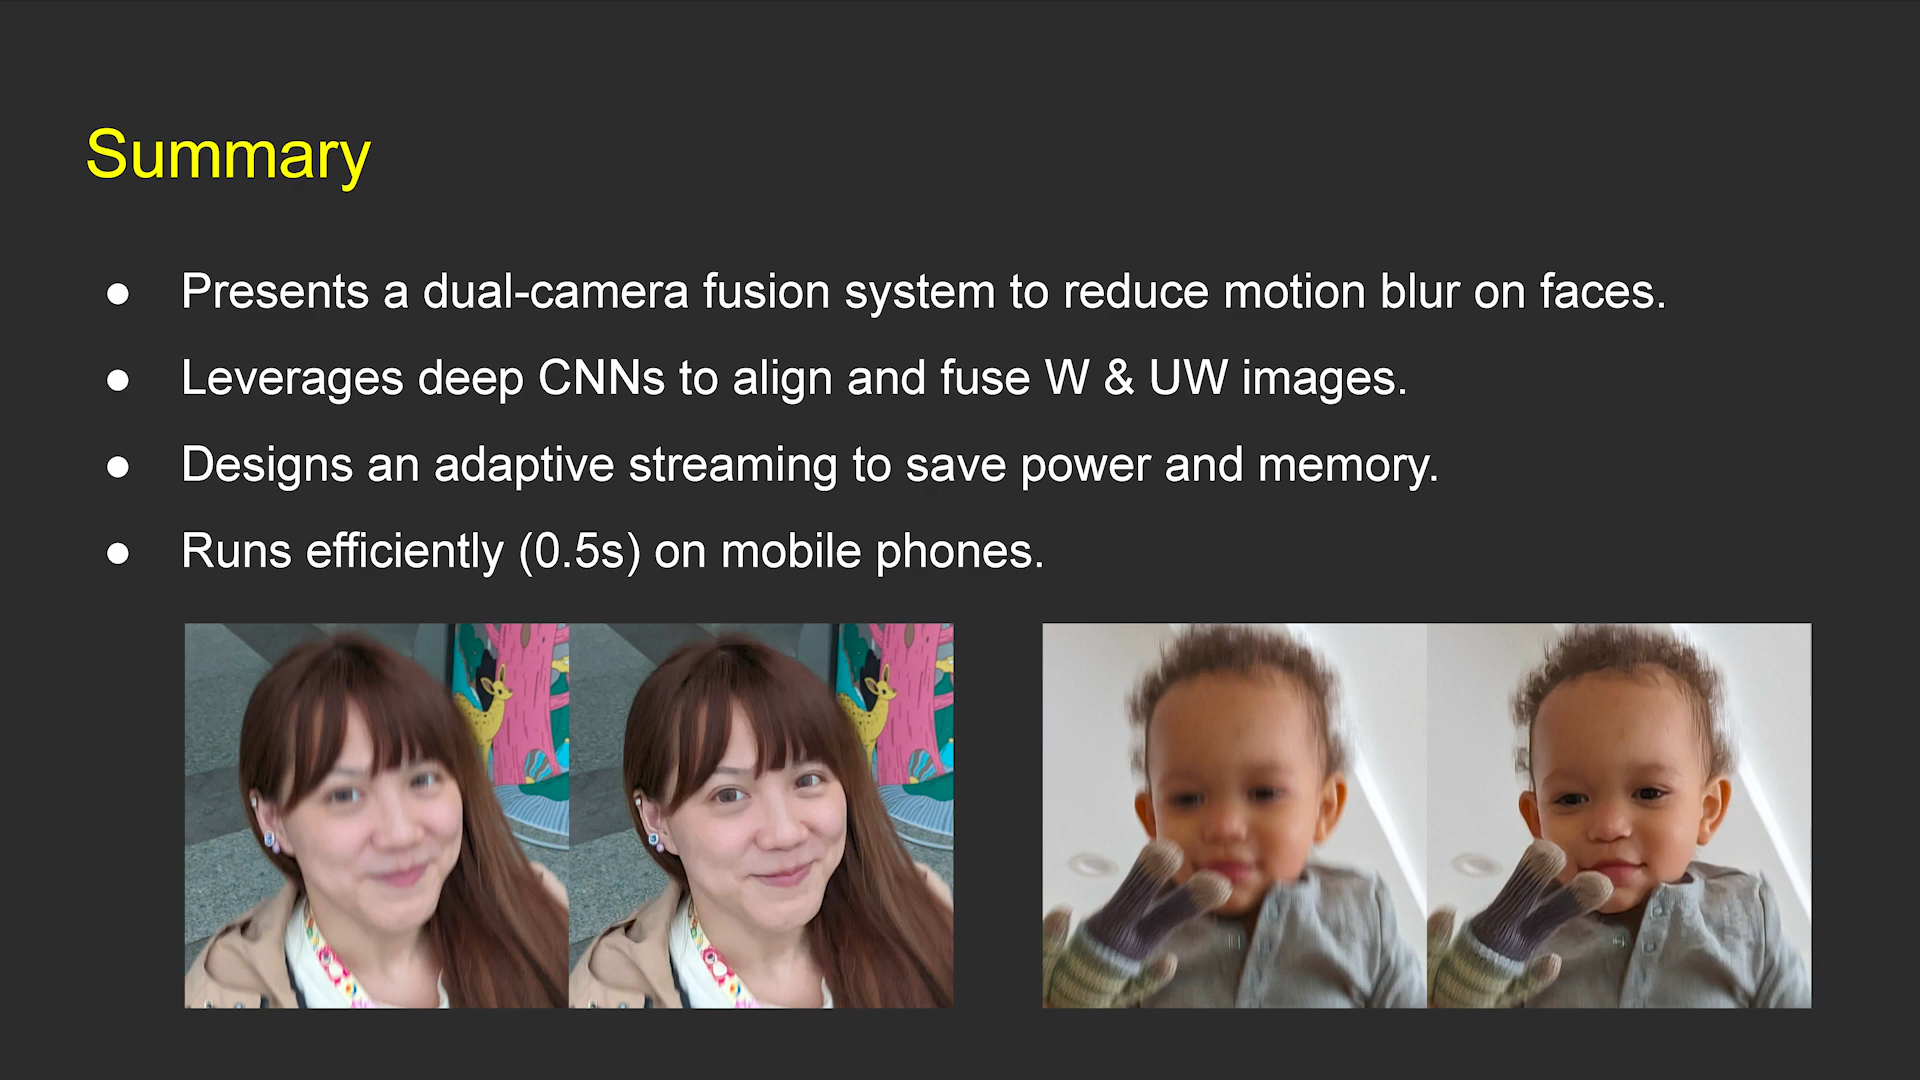 Summary
● Presents a dual-camera fusion system to reduce motion blur on faces.
● Leverages deep CNNs to align and fuse W & UW images.
● Designs an adaptive streaming to save power and memory.
● Runs efficiently (0.5s) on mobile phones.